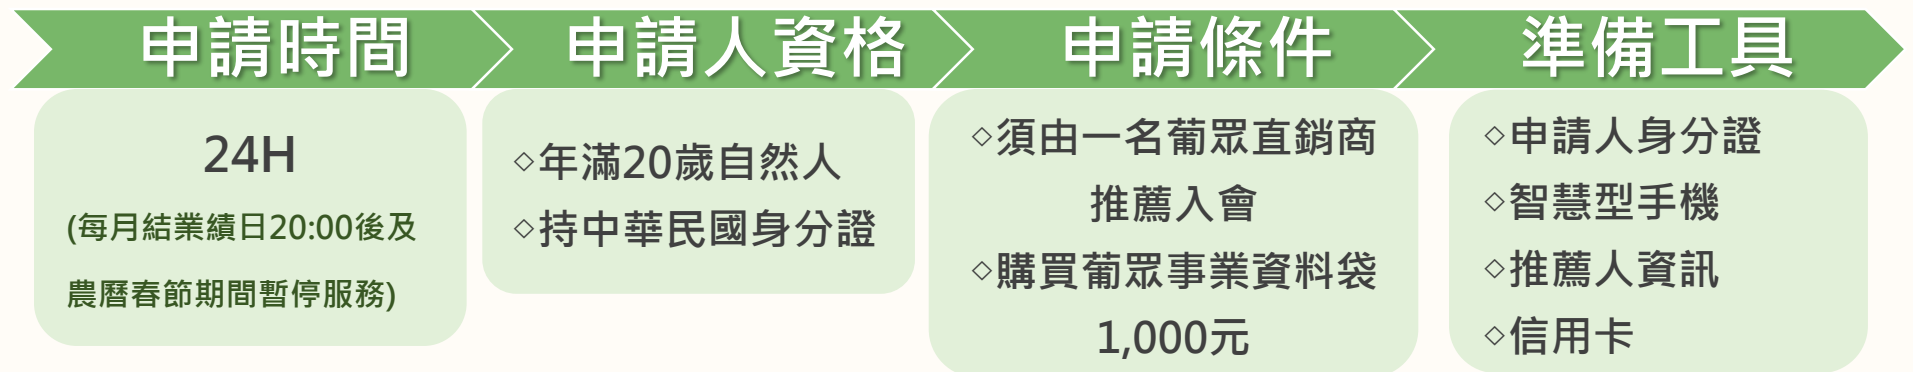 申請時間
24H
(每月結業績日20:00後及
農曆春節期間暫停服務)
申請人資格
◇年滿20歲自然人
◇持中華民國身分證
申請條件
◇須由一名葡眾直銷商
推薦入會
◇購買葡眾事業資料袋
1,000元
準備工具
◇申請人身分證
◇智慧型手機
◇推薦人資訊
◇信用卡